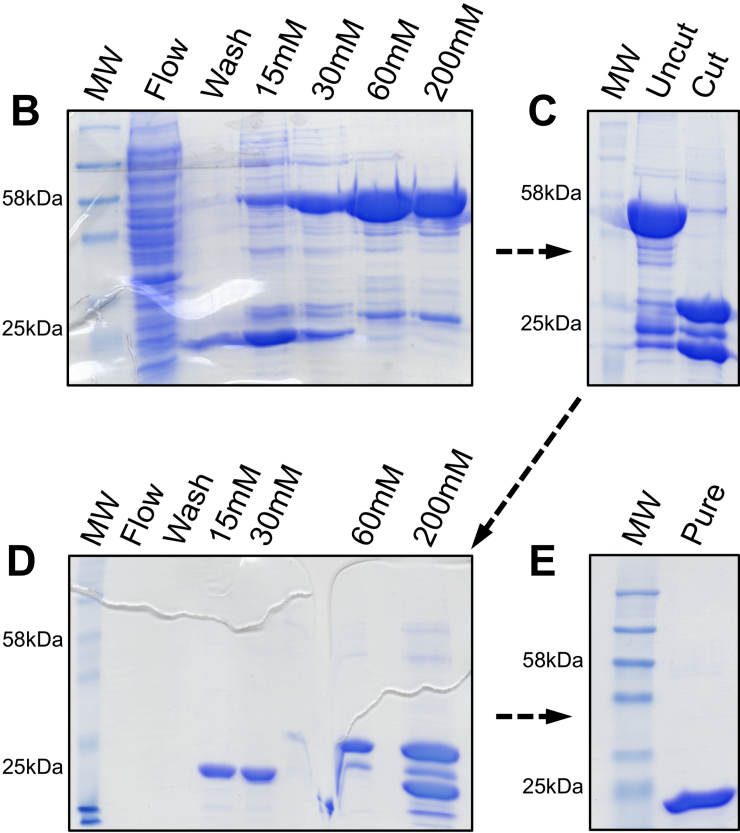 B
MW Flow Wash 15mM 30mM 60mM 200mM
58kDa
25kDa
C
MW Uncut Cut
58kDa
25kDa
D
MW Flow Wash 15mM 30mM 60mM 200mM
58kDa
25kDa
E
MW Pure
58kDa
25kDa